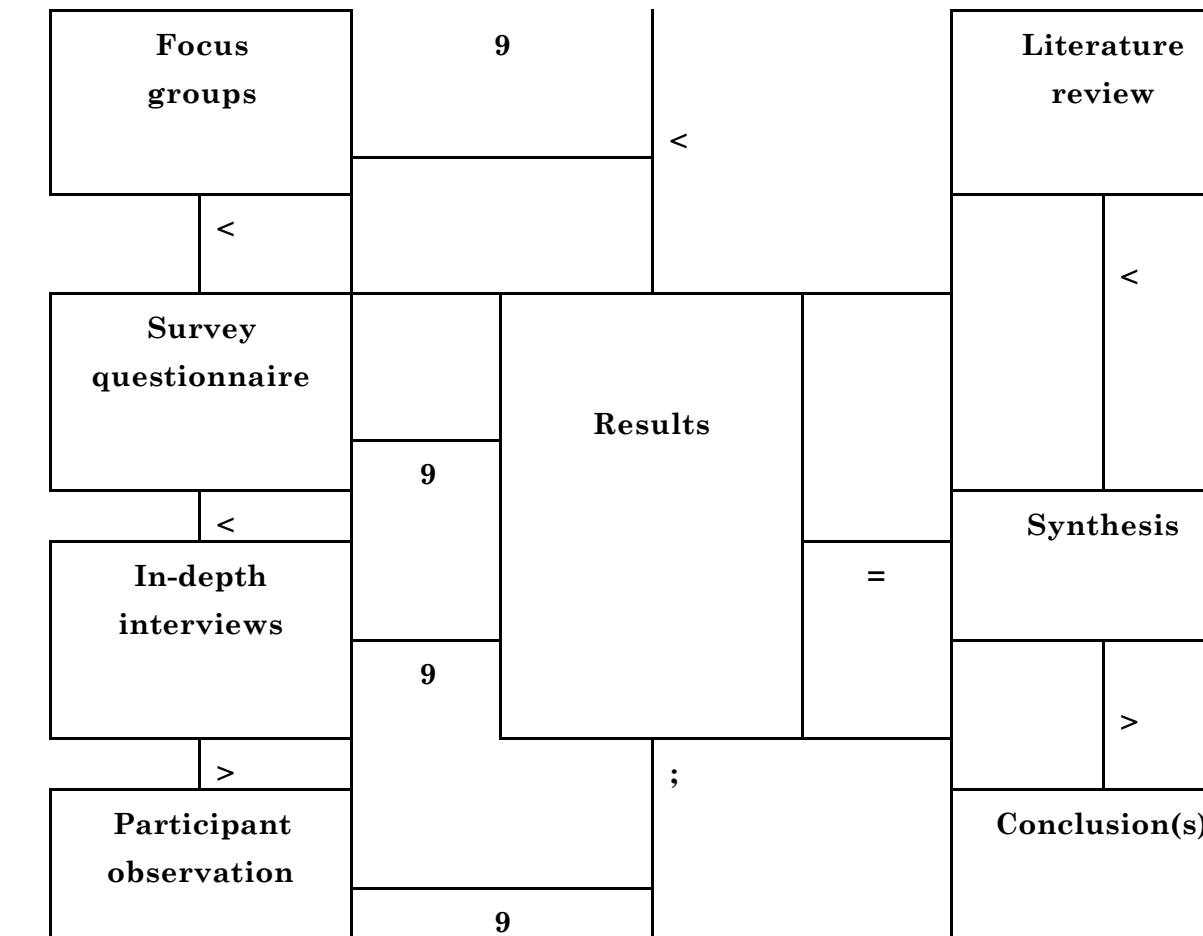 Focus
groups
9
Literature
review
<
<
<
Survey
questionnaire
Results
9
<
Synthesis
In-depth
interviews
=
9
>
>
;
Participant
observation
Conclusion(s)
9